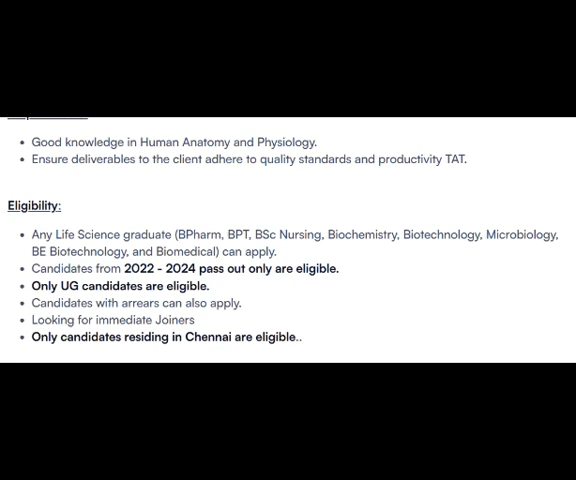 • Good knowledge in Human Anatomy and Physiology.
• Ensure deliverables to the client adhere to quality standards and productivity TAT.
Eligibility:
• Any Life Science graduate (BPharm, BPT, BSc Nursing, Biochemistry, Biotechnology, Microbiology,
BE Biotechnology, and Biomedical) can apply.
• Candidates from 2022 - 2024 pass out only are eligible.
• Only UG candidates are eligible.
• Candidates with arrears can also apply.
• Looking for immediate Joiners
• Only candidates residing in Chennai are eligible..